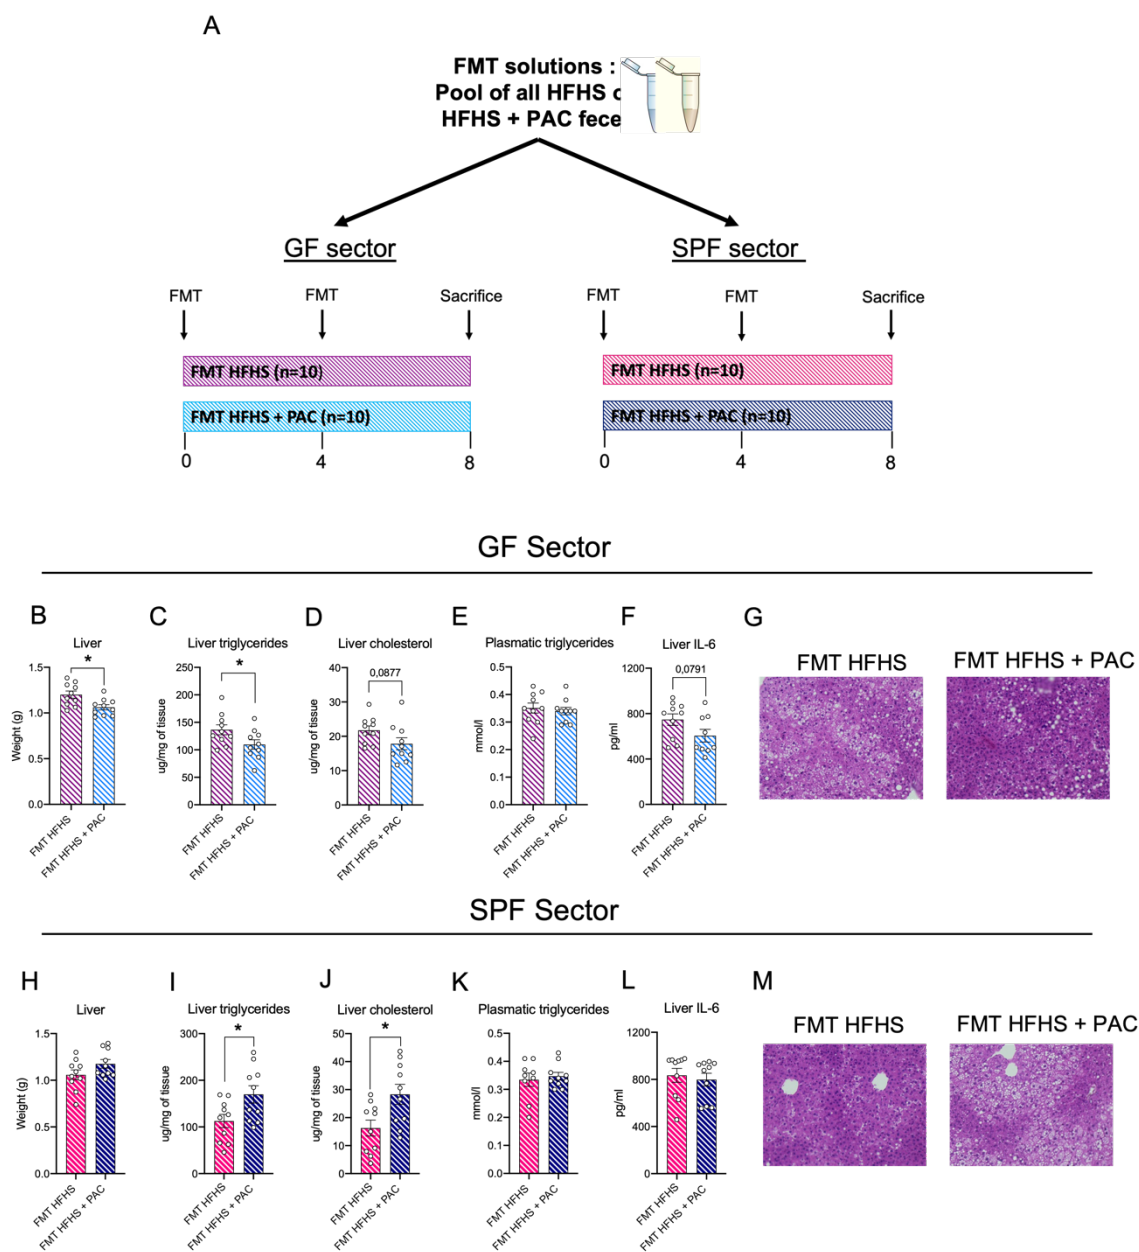 A
FMT solutions :
Pool of all HFHS
HFHS + PAC fece
GF sector
SPF sector
FMT
FMT
Sacrifice
FMT
FMT
Sacrifice
FMT HFHS (n=10)
FMT HFHS (n=10)
FMT HFHS + PAC (n=10)
FMT HFHS + PAC (n=10)
0
4
8
0
4
8
GF Sector
B
Liver
*
Weight (g)
1.5
1.0
0.5
0.0
FMT HFHS
FMT HFHS + PAC
C
Liver triglycerides
*
ug/mg of tissue
250
200
150
100
50
0
FMT HFHS
FMT HFHS + PAC
D
Liver cholesterol
0,0877
ug/mg of tissue
40
30
20
10
0
FMT HFHS
FMT HFHS + PAC
E
Plasmatic triglycerides
mmol/l
0.5
0.4
0.3
0.2
0.1
0.0
FMT HFHS
FMT HFHS + PAC
F
Liver IL-6
0,0791
pg/ml
1200
800
400
0
FMT HFHS
FMT HFHS + PAC
G
FMT HFHS
FMT HFHS + PAC
SPF Sector
H
Liver
Weight (g)
1.5
1.0
0.5
0.0
FMT HFHS
FMT HFHS + PAC
I
Liver triglycerides
*
ug/mg of tissue
300
200
100
0
FMT HFHS
FMT HFHS + PAC
J
Liver cholesterol
*
ug/mg of tissue
50
40
30
20
10
0
FMT HFHS
FMT HFHS + PAC
K
Plasmatic triglycerides
mmol/l
0.5
0.4
0.3
0.2
0.1
0.0
FMT HFHS
FMT HFHS + PAC
L
Liver IL-6
pg/ml
1200
800
400
0
FMT HFHS
FMT HFHS + PAC
M
FMT HFHS
FMT HFHS + PAC